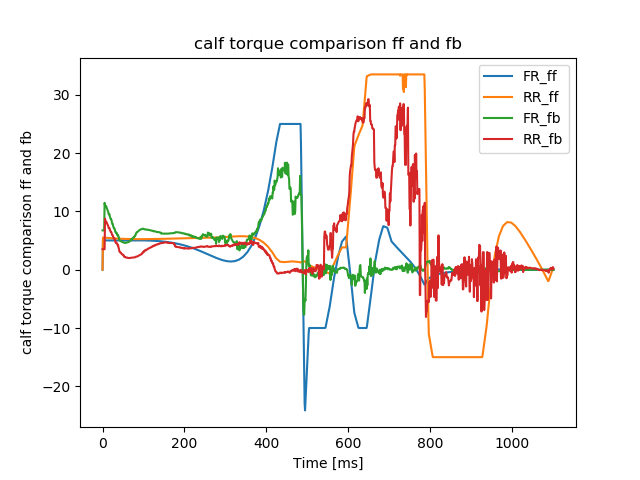 calf torque comparison ff and fb
FR_ff
RR_ff
FR_fb
RR_fb
calf torque comparison ff and fb
30
20
10
0
−10
−20
0
200
400
600
800
1000
Time [ms]